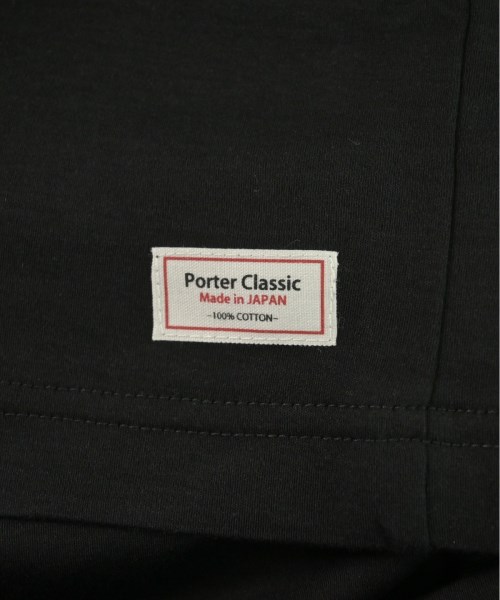 Porter Classic
Made in JAPAN
-100% COTTON-